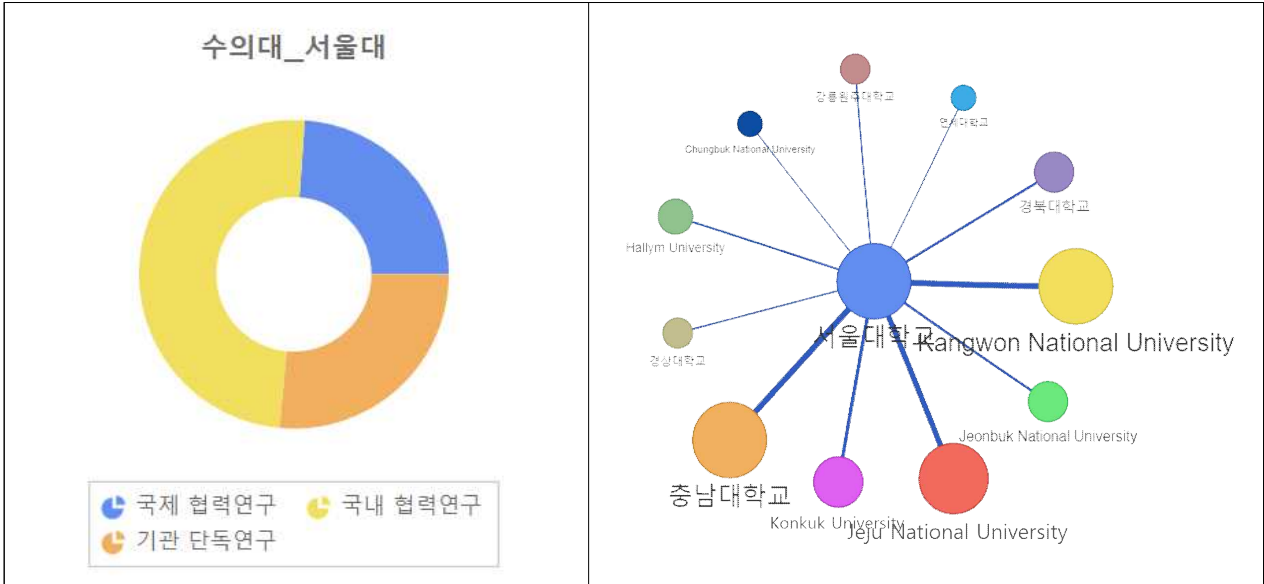 수의대_서울대
국제 협력연구
국내 협력연구
기관 단독연구
강릉원주대학교
연세대학교
Chungbuk National University
경북대학교
Hallym University
경상대학교
서울대학교
Kangwon National University
Jeonbuk National University
충남대학교
Konkuk University
Jeju National University